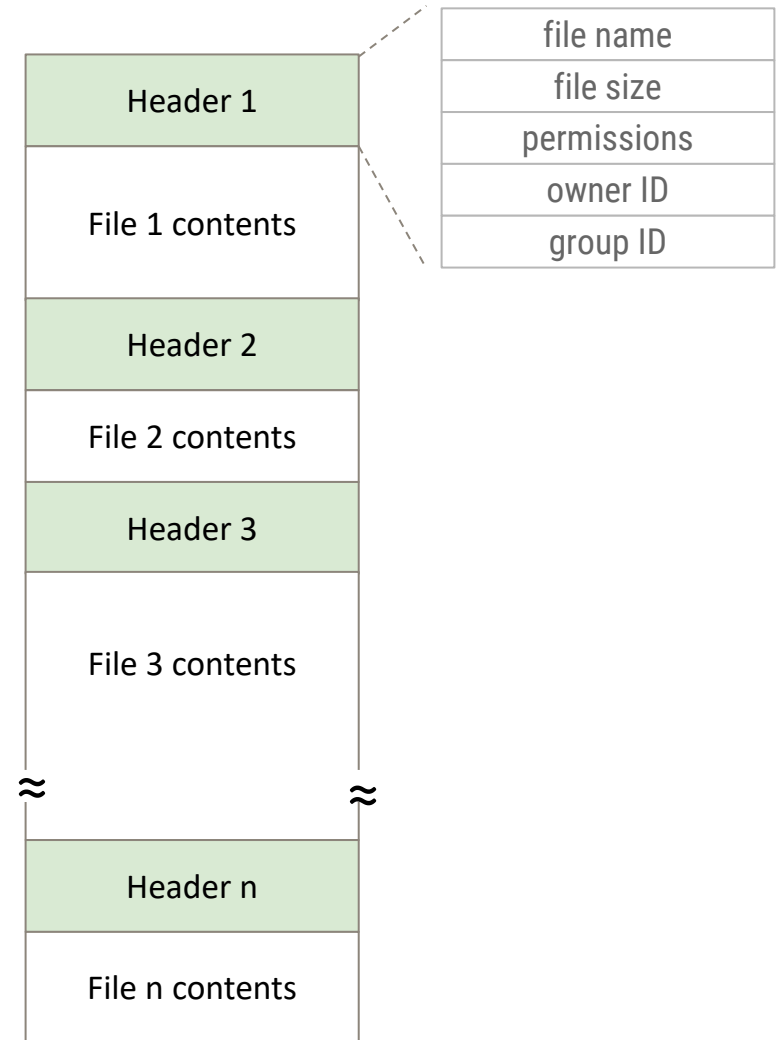 file name
file size
permissions
owner ID
group ID
Header 1
File 1 contents
Header 2
File 2 contents
Header 3
File 3 contents
≈ ≈
Header n
File n contents